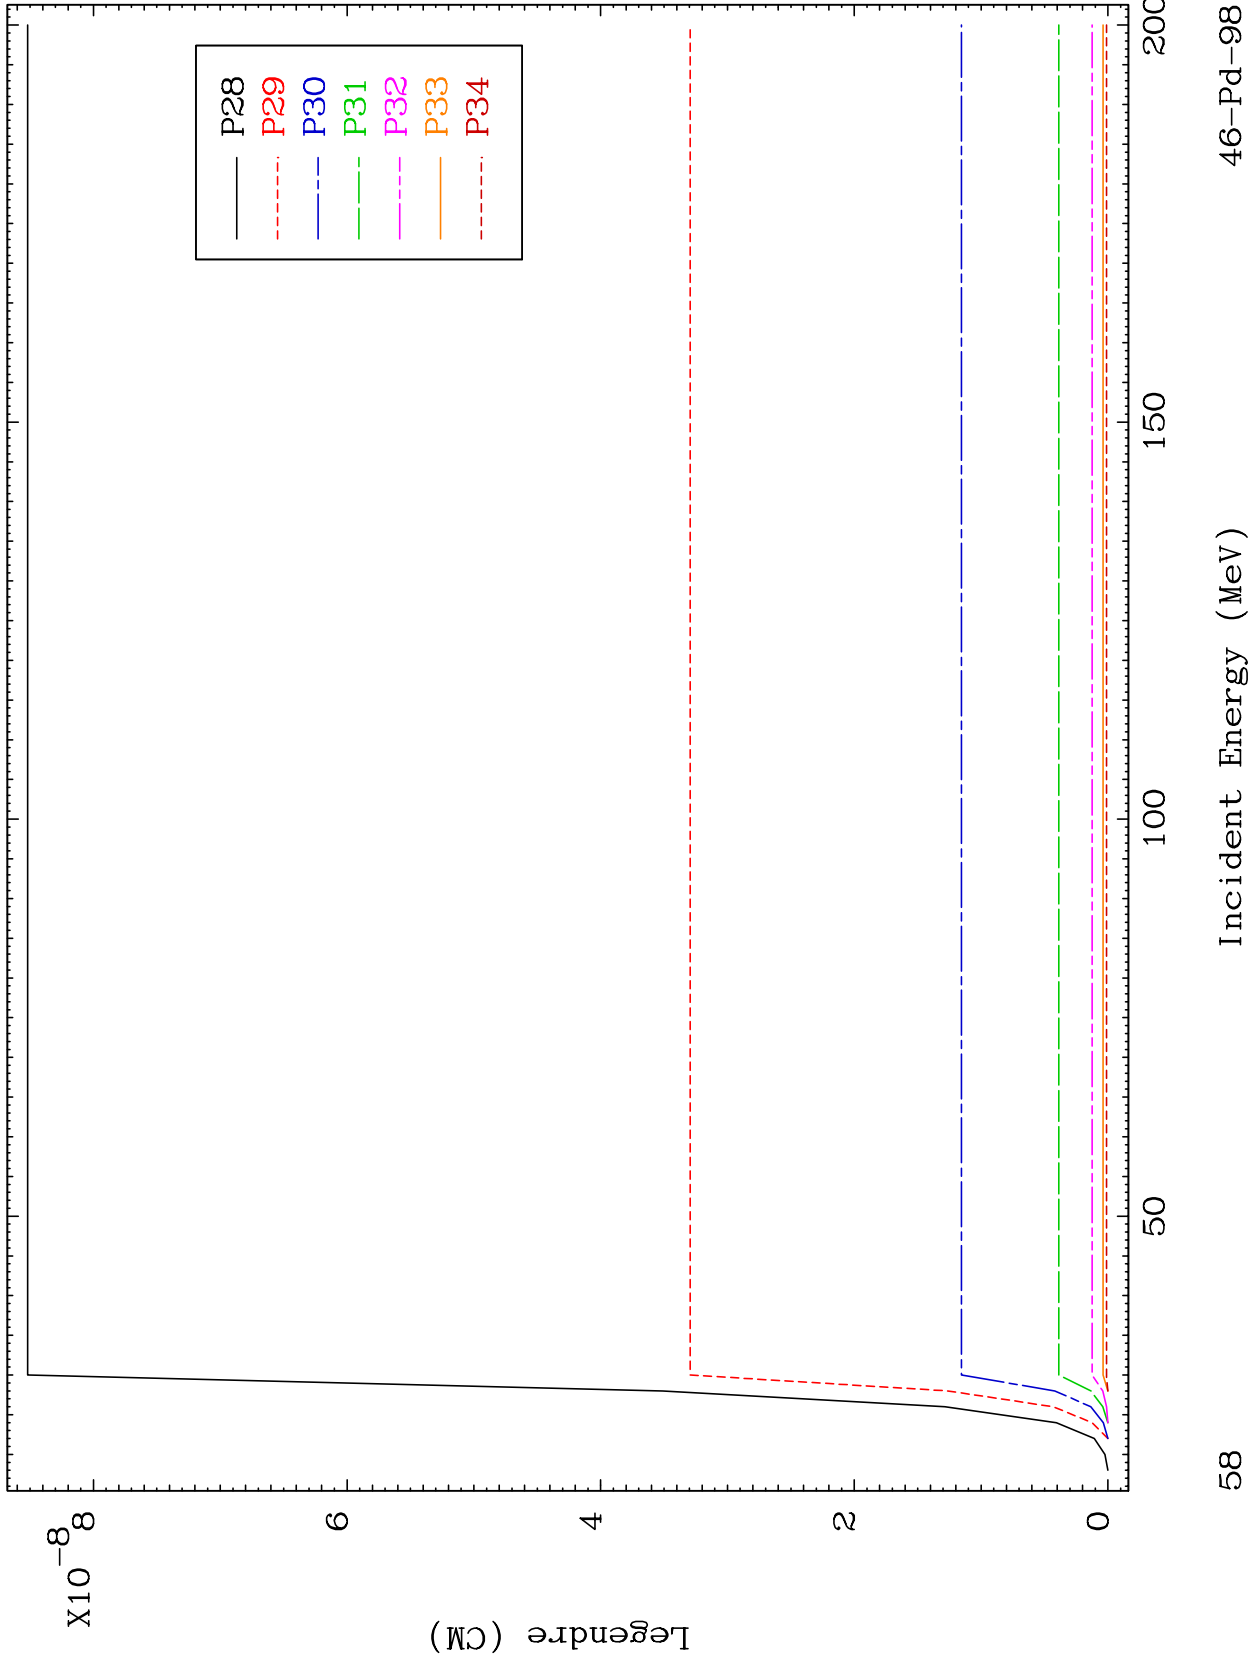 X10-8
8
6
4
2
0
Legendre (CM)
P28
P29
P30
P31
P32
P33
P34
50
100
150
200
Incident Energy (MeV)
58
46-Pd-98